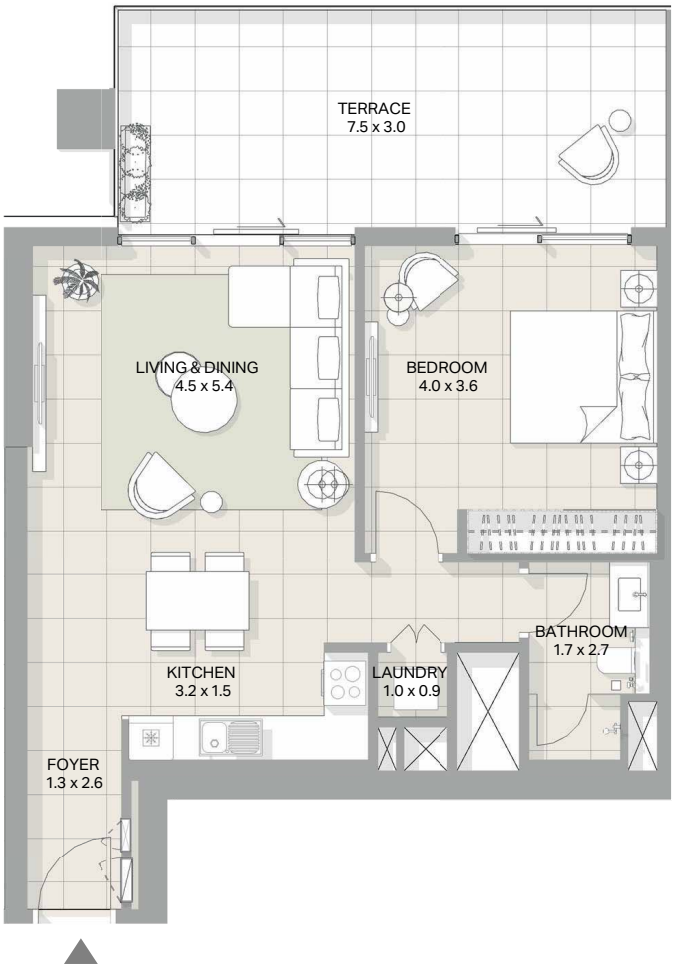 TERRACE
7.5 x 3.0
LIVING & DINING
4.5 x 5.4
BEDROOM
4.0 x 3.6
BATHROOM
1.7 x 2.7
KITCHEN
3.2 x 1.5
LAUNDRY
1.0 x 0.9
FOYER
1.3 x 2.6